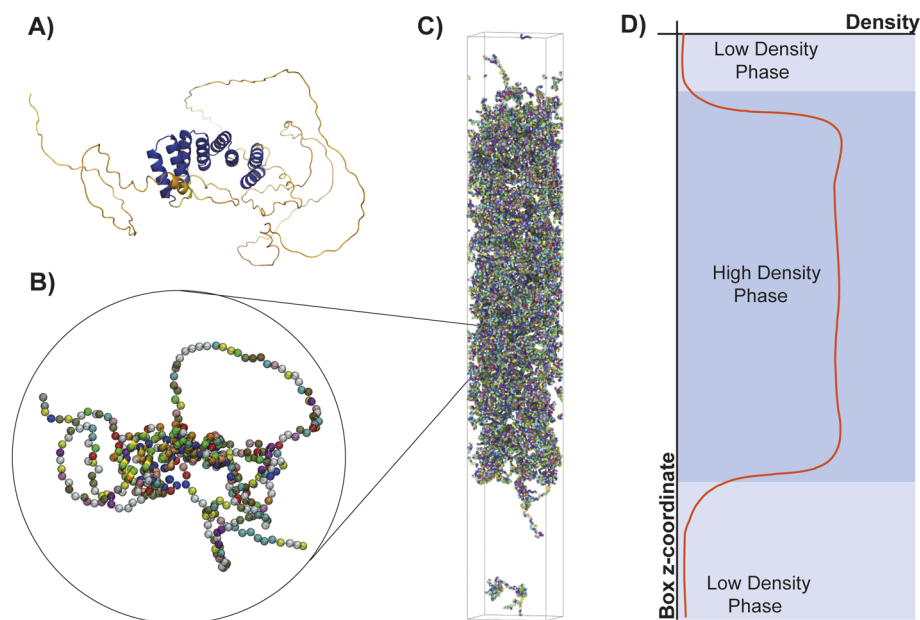 A)
B)
C)
D)
Density
Low Density
Phase
High Density
Phase
Low Density
Phase
Box z-coordinate